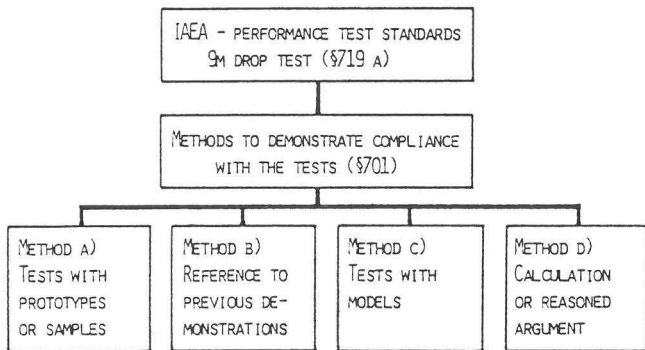 IAEA - PERFORMANCE TEST STANDARDS
9M DROP TEST (§719 A)
METHODS TO DEMONSTRATE COMPLIANCE
WITH THE TESTS (§701)
METHOD A)
TESTS WITH
PROTOTYPES
OR SAMPLES
METHOD B)
REFERENCE TO
PREVIOUS DE-
MONSTRATIONS
METHOD C)
TESTS WITH
MODELS
METHOD D)
CALCULATION
OR REASONED
ARGUMENT